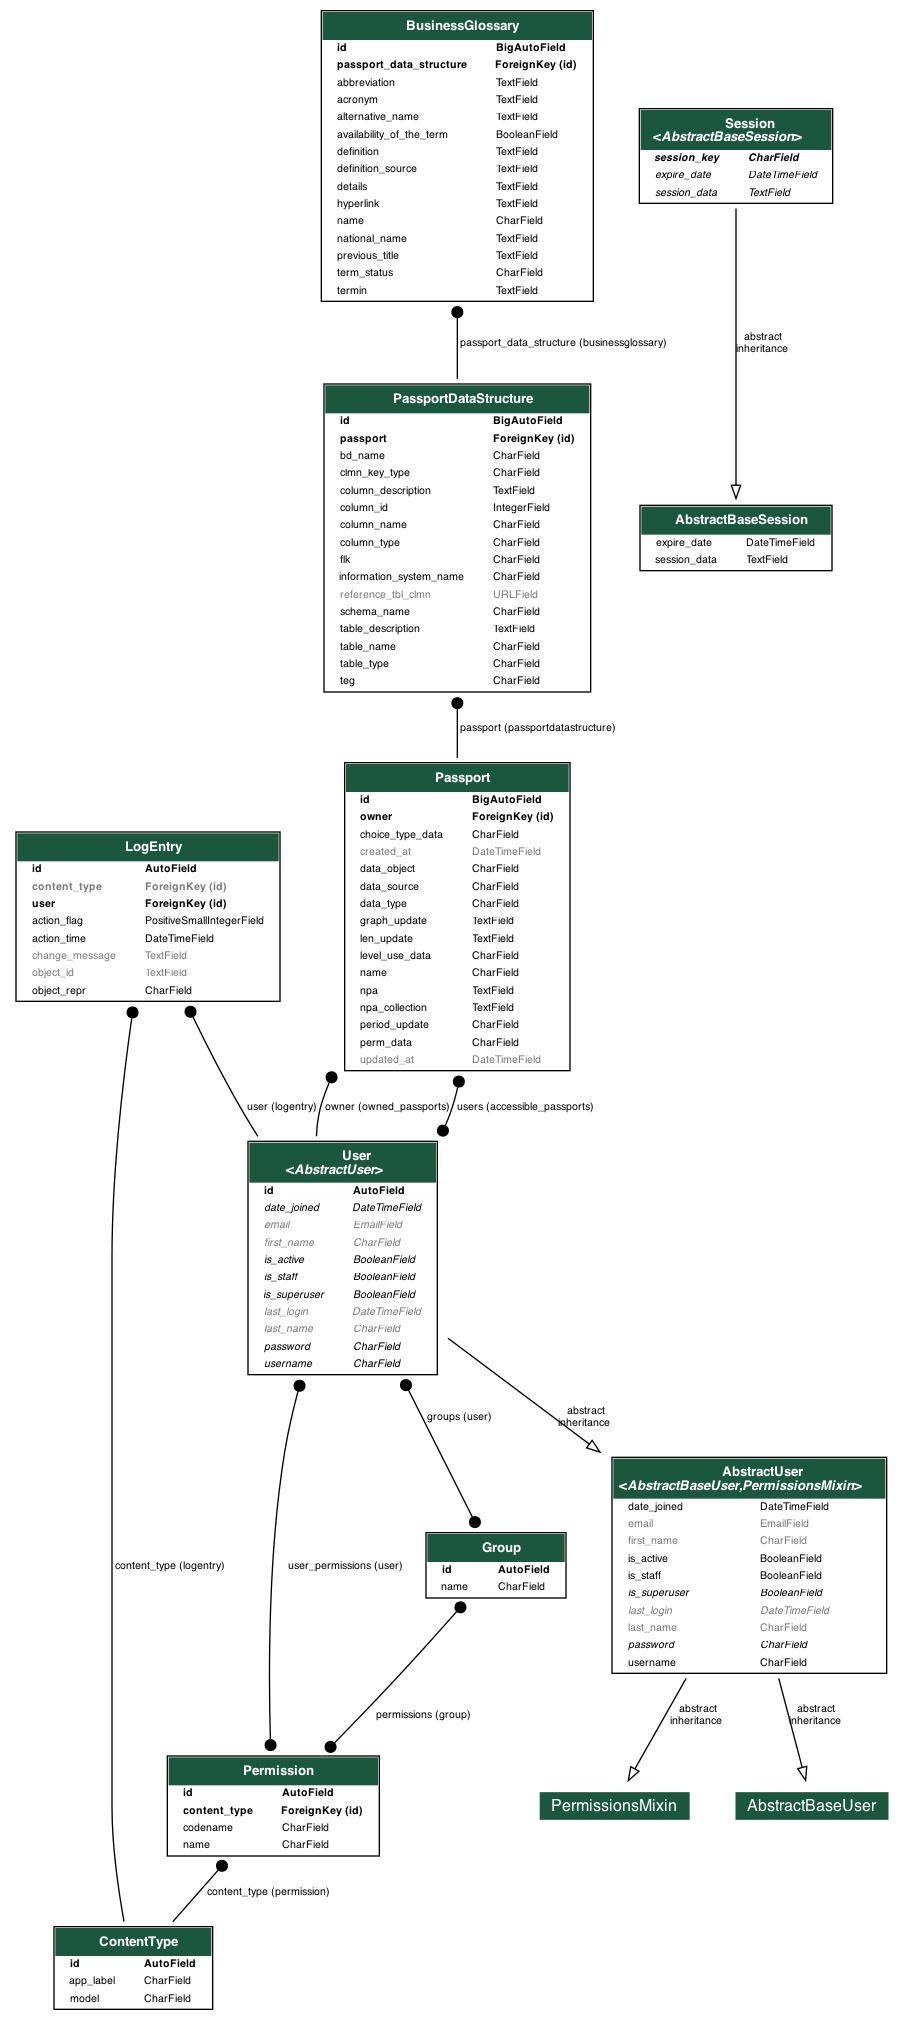 BusinessGlossary
id BigAutoField
passport_data_structure ForeignKey (id)
abbreviation TextField
acronym TextField
alternative_name TextField
availability_of_the_term BooleanField
definition TextField
definition_source TextField
details TextField
hyperlink TextField
name CharField
national_name TextField
previous_title TextField
term_status CharField
termin TextField
Session
<AbstractBaseSession>
session_key CharField
expire_date DateTimeField
session_data TextField
passport_data_structure (businessglossary)
abstract
inheritance
PassportDataStructure
id BigAutoField
passport ForeignKey (id)
bd_name CharField
clmn_key_type CharField
column_description TextField
column_id IntegerField
column_name CharField
column_type CharField
flk CharField
information_system_name CharField
reference_tbl_clmn URLField
schema_name CharField
table_description TextField
table_name CharField
table_type CharField
teg CharField
AbstractBaseSession
expire_date DateTimeField
session_data TextField
passport (passportdatastructure)
Passport
id BigAutoField
owner ForeignKey (id)
choice_type_data CharField
created_at DateTimeField
data_object CharField
data_source CharField
data_type CharField
graph_update TextField
len_update TextField
level_use_data CharField
name CharField
npa TextField
npa_collection TextField
period_update CharField
perm_data CharField
updated_at DateTimeField
LogEntry
id AutoField
content_type ForeignKey (id)
user ForeignKey (id)
action_flag PositiveSmallIntegerField
action_time DateTimeField
change_message TextField
object_id TextField
object_repr CharField
user (logentry)
owner (owned_passports)
users (accessible_passports)
User
<AbstractUser>
id AutoField
date_joined DateTimeField
email EmailField
first_name CharField
is_active BooleanField
is_staff BooleanField
is_superuser BooleanField
last_login DateTimeField
last_name CharField
password CharField
username CharField
abstract
inheritance
groups (user)
AbstractUser
<AbstractBaseUser,PermissionsMixin>
date_joined DateTimeField
email EmailField
first_name CharField
is_active BooleanField
is_staff BooleanField
is_superuser BooleanField
last_login DateTimeField
last_name CharField
password CharField
username CharField
Group
id AutoField
name CharField
content_type (logentry)
user_permissions (user)
permissions (group)
abstract
inheritance
abstract
inheritance
PermissionsMixin
AbstractBaseUser
Permission
id AutoField
content_type ForeignKey (id)
codename CharField
name CharField
content_type (permission)
ContentType
id AutoField
app_label CharField
model CharField